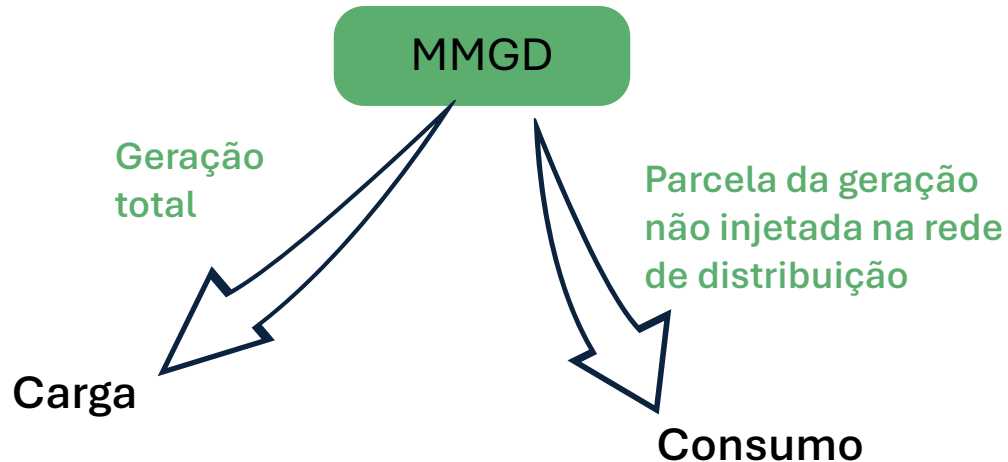 MMGD
Geração
total
Parcela da geração
não injetada na rede
de distribuição
Carga
Consumo